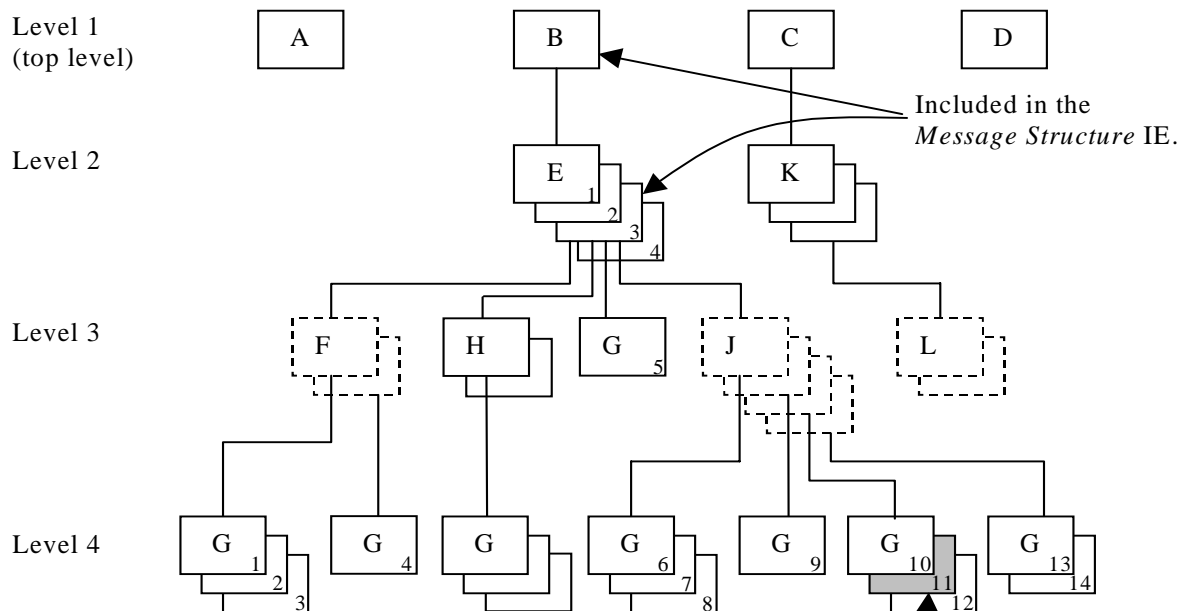 Level 1
(top level)
A
B
C
D
Included in the
Message Structure IE.
Level 2
E
1
2
3
4
K
Level 3
F
H
G
5
J
L
Level 4
G
1
2
3
G
4
G
G
6
7
8
G
9
G
10
11
12
G
13
14